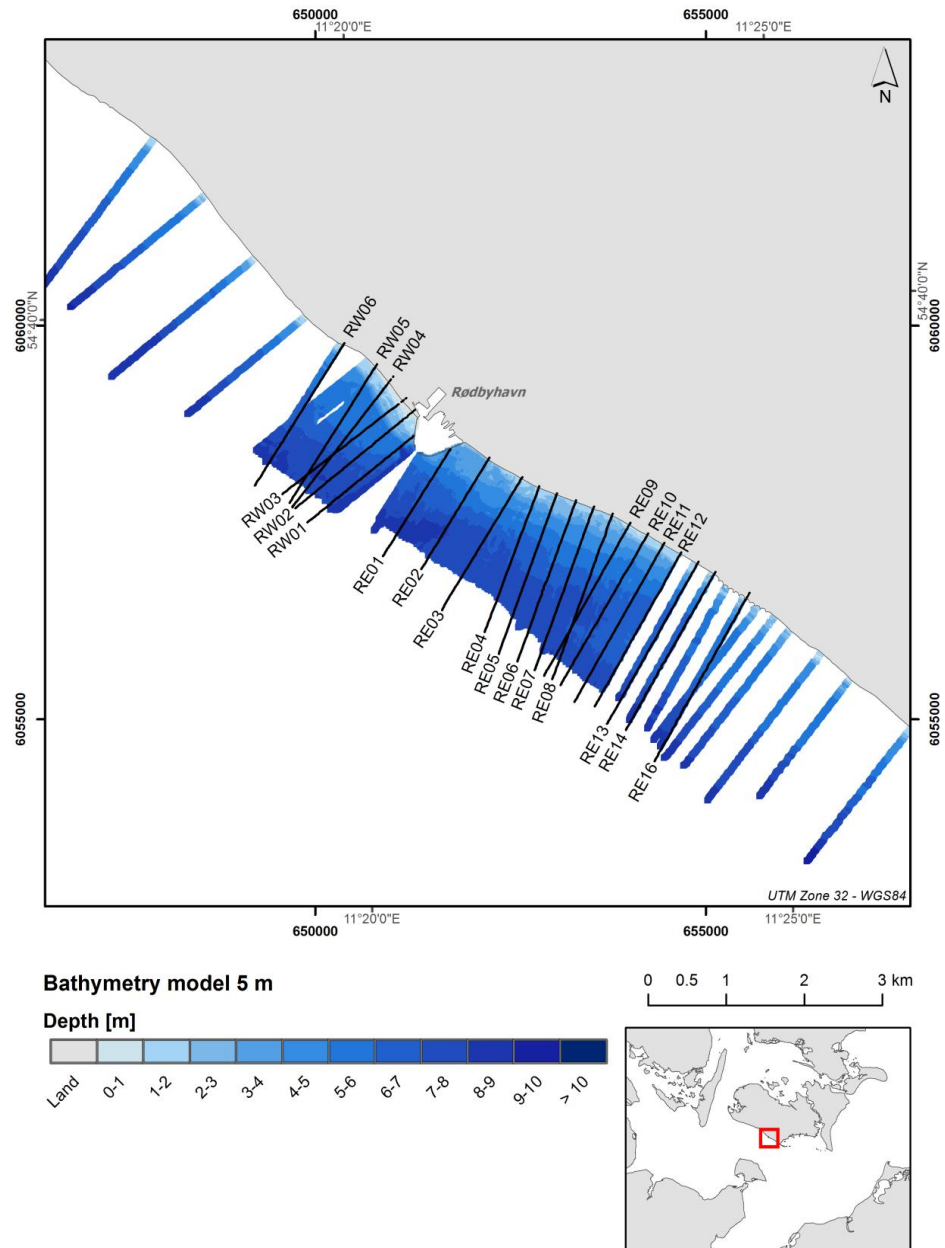 650000
11°20'0"E
655000
11°25'0"E
N
6060000
54°40'0"N
54°40'0"N
6060000
RW06
RW05
RW04
Rødbyhavn
RW03
RW02
RW01
RE01
RE02
RE03
RE04
RE05
RE06
RE07
RE08
RE09
RE10
RE11
RE12
RE13
RE14
RE16
6055000
6055000
UTM Zone 32 - WGS84
650000
11°20'0"E
655000
11°25'0"E
Bathymetry model 5 m
Depth [m]
Land
0-1
1-2
2-3
3-4
4-5
5-6
6-7
7-8
8-9
9-10
> 10
0 0.5 1 2 3 km